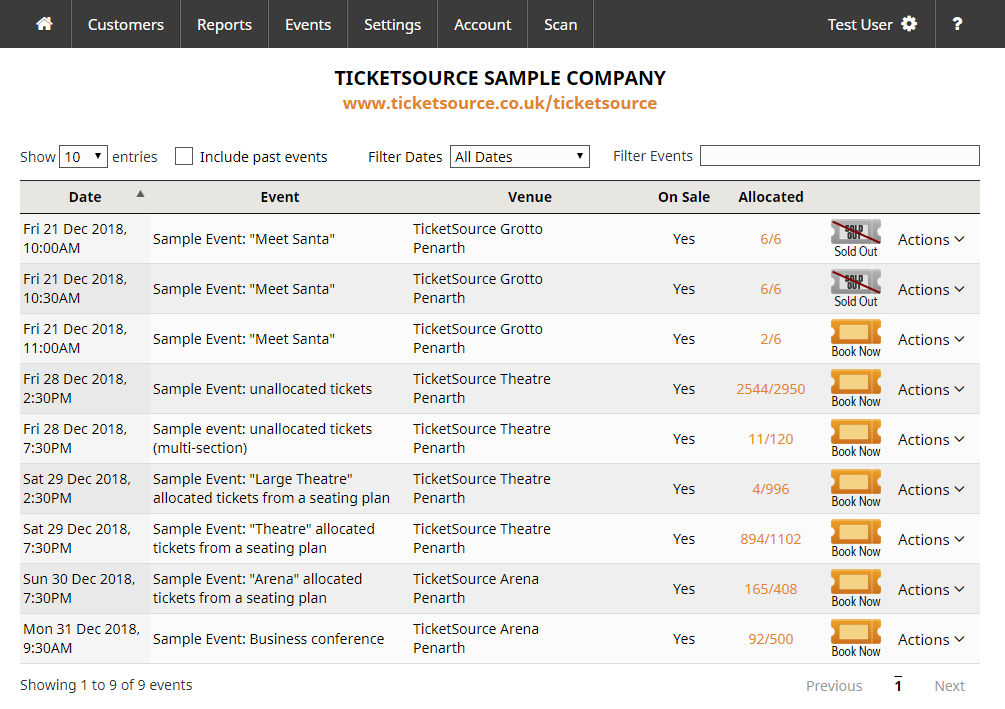 Customers Reports Events Settings Account Scan Test User ?
TICKETSOURCE SAMPLE COMPANY
www.ticketsource.co.uk/ticketsource
Show 10 entries Include past events Filter Dates All Dates Filter Events
Date Event Venue On Sale Allocated
Fri 21 Dec 2018, 10:00AM Sample Event: "Meet Santa" TicketSource Grotto Penarth Yes 6/6 SOLD OUT Sold Out Actions
Fri 21 Dec 2018, 10:30AM Sample Event: "Meet Santa" TicketSource Grotto Penarth Yes 6/6 SOLD OUT Sold Out Actions
Fri 21 Dec 2018, 11:00AM Sample Event: "Meet Santa" TicketSource Grotto Penarth Yes 2/6 Book Now Actions
Fri 28 Dec 2018, 2:30PM Sample Event: unallocated tickets TicketSource Theatre Penarth Yes 2544/2950 Book Now Actions
Fri 28 Dec 2018, 7:30PM Sample event: unallocated tickets (multi-section) TicketSource Theatre Penarth Yes 11/120 Book Now Actions
Sat 29 Dec 2018, 2:30PM Sample Event: "Large Theatre" allocated tickets from a seating plan TicketSource Theatre Penarth Yes 4/996 Book Now Actions
Sat 29 Dec 2018, 7:30PM Sample Event: "Theatre" allocated tickets from a seating plan TicketSource Theatre Penarth Yes 894/1102 Book Now Actions
Sun 30 Dec 2018, 7:30PM Sample Event: "Arena" allocated tickets from a seating plan TicketSource Arena Penarth Yes 165/408 Book Now Actions
Mon 31 Dec 2018, 9:30AM Sample Event: Business conference TicketSource Arena Penarth Yes 92/500 Book Now Actions
Showing 1 to 9 of 9 events Previous 1 Next